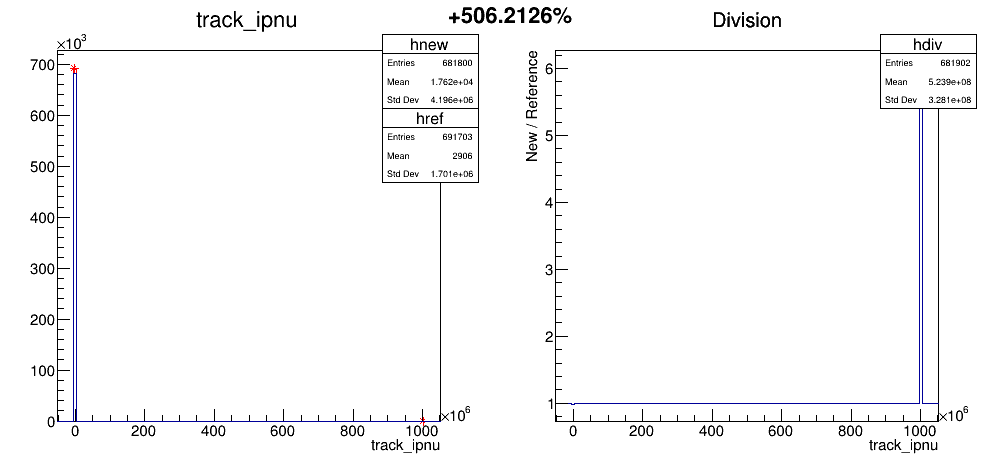 +506.2126%
track_ipnu
×10³
hnew
Entries 681800
Mean 1.762e+04
Std Dev 4.196e+06
href
Entries 691703
Mean 2906
Std Dev 1.701e+06
700
600
500
400
300
200
100
0
0 200 400 600 800 1000
×10⁶
track_ipnu
Division
New / Reference
hdiv
Entries 681902
Mean 5.239e+08
Std Dev 3.281e+08
6
5
4
3
2
1
0 200 400 600 800 1000
×10⁶
track_ipnu